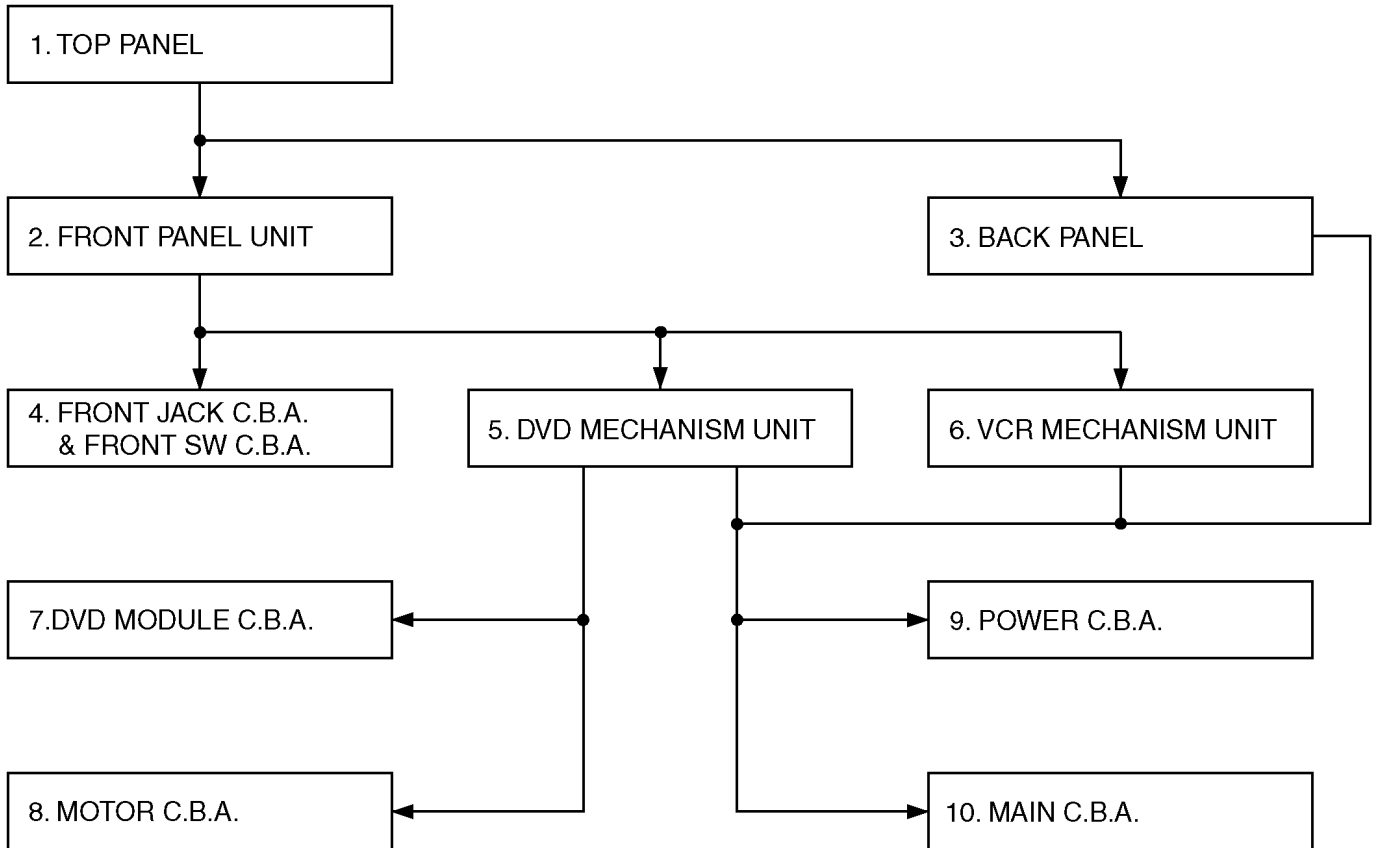 1. TOP PANEL
2. FRONT PANEL UNIT
3. BACK PANEL
4. FRONT JACK C.B.A.
& FRONT SW C.B.A.
5. DVD MECHANISM UNIT
6. VCR MECHANISM UNIT
7.DVD MODULE C.B.A.
9. POWER C.B.A.
8. MOTOR C.B.A.
10. MAIN C.B.A.